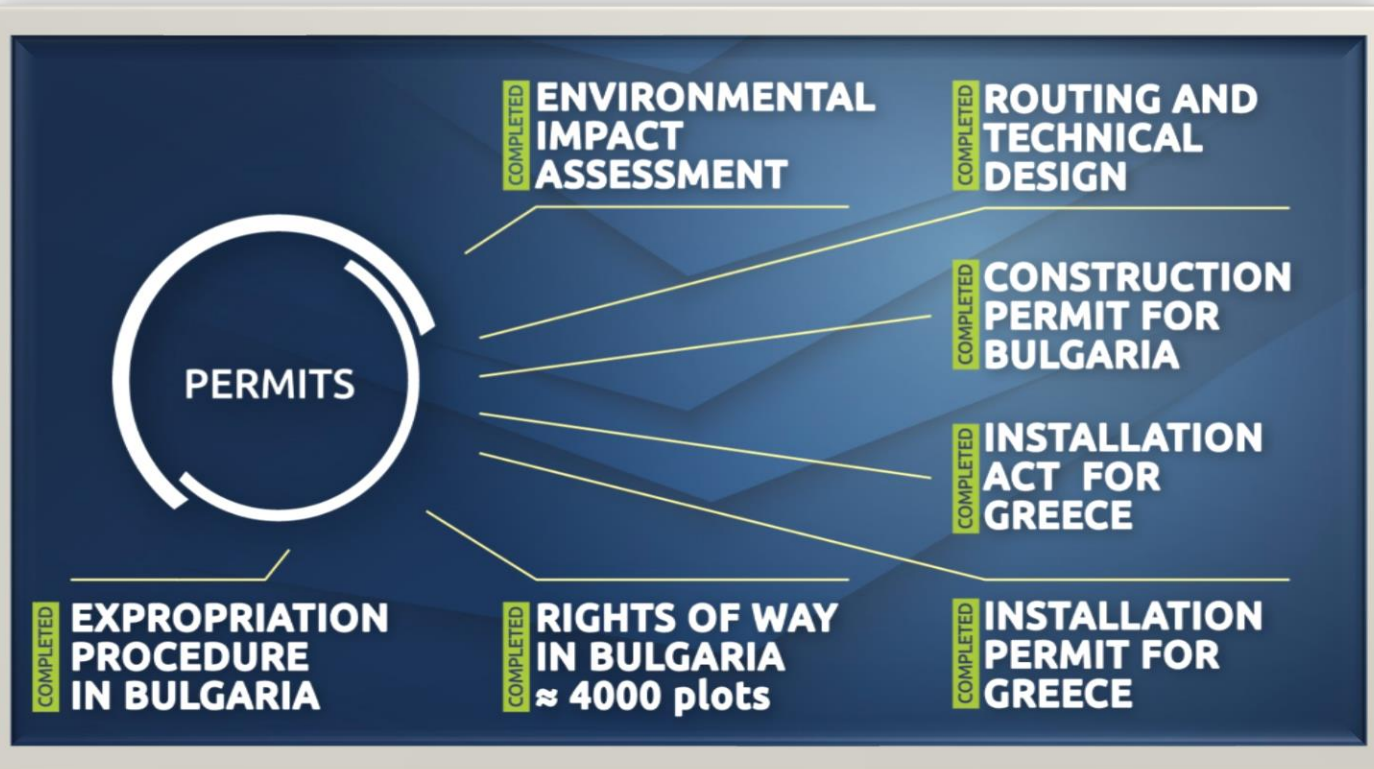 PERMITS
COMPLETED
ENVIRONMENTAL
IMPACT
ASSESSMENT
COMPLETED
ROUTING AND
TECHNICAL
DESIGN
COMPLETED
CONSTRUCTION
PERMIT FOR
BULGARIA
COMPLETED
INSTALLATION
ACT FOR
GREECE
COMPLETED
INSTALLATION
PERMIT FOR
GREECE
COMPLETED
RIGHTS OF WAY
IN BULGARIA
≈ 4000 plots
COMPLETED
EXPROPRIATION
PROCEDURE
IN BULGARIA